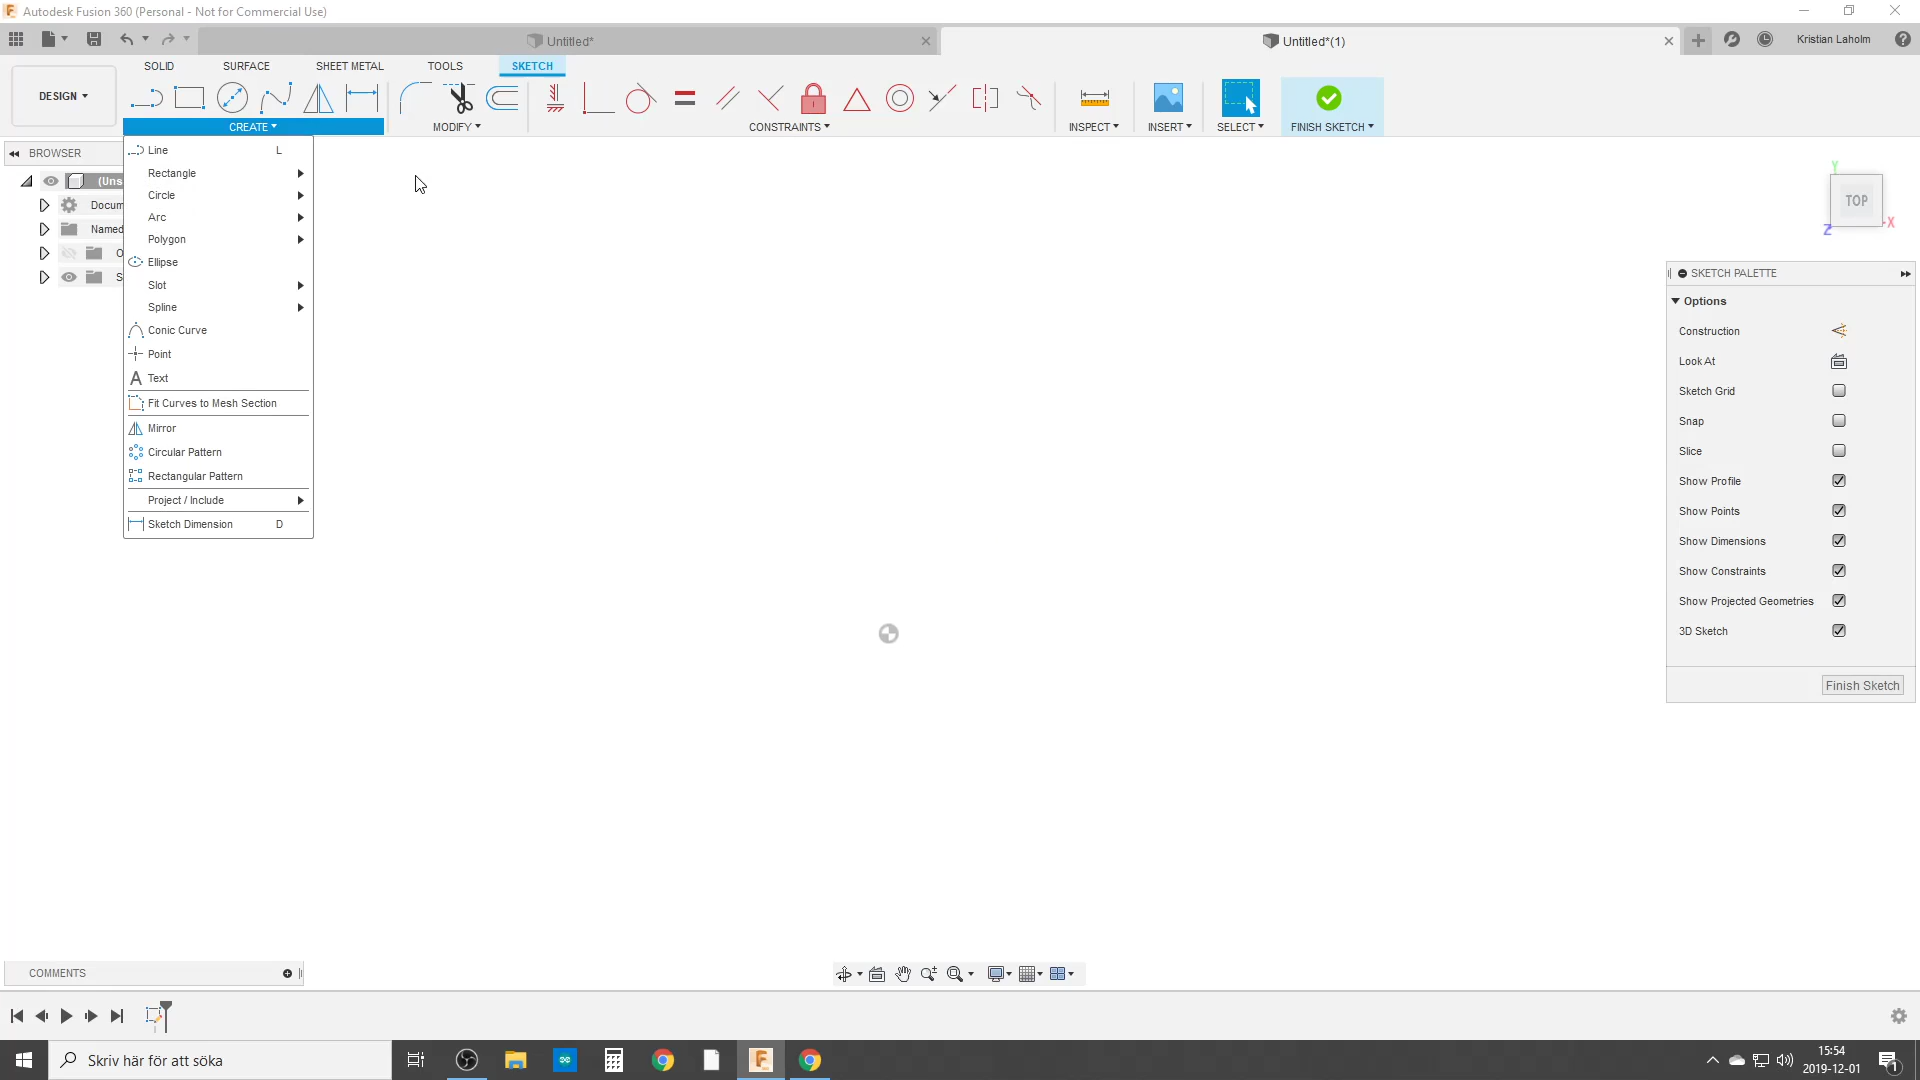 Autodesk Fusion 360 (Personal - Not for Commercial Use)
Untitled*
Untitled*(1)
Kristian Laholm
SOLID
SURFACE
SHEET METAL
TOOLS
SKETCH
DESIGN
CREATE
MODIFY
CONSTRAINTS
INSPECT
INSERT
SELECT
FINISH SKETCH
BROWSER
(Uns
Docum
Named
O
S
Line L
Rectangle
Circle
Arc
Polygon
Ellipse
Slot
Spline
Conic Curve
Point
Text
Fit Curves to Mesh Section
Mirror
Circular Pattern
Rectangular Pattern
Project / Include
Sketch Dimension D
Y
TOP
X
Z
SKETCH PALETTE
Options
Construction
Look At
Sketch Grid
Snap
Slice
Show Profile
Show Points
Show Dimensions
Show Constraints
Show Projected Geometries
3D Sketch
Finish Sketch
COMMENTS
Skriv här för att söka
15:54
2019-12-01
1